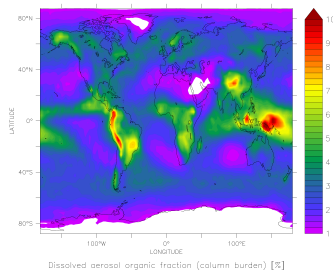 80°N
40°N
0°
40°S
80°S
LATITUDE
100°W 0° 100°E
LONGITUDE
10
9
8
7
6
5
4
3
2
1
Dissolved aerosol organic fraction (column burden) [%]